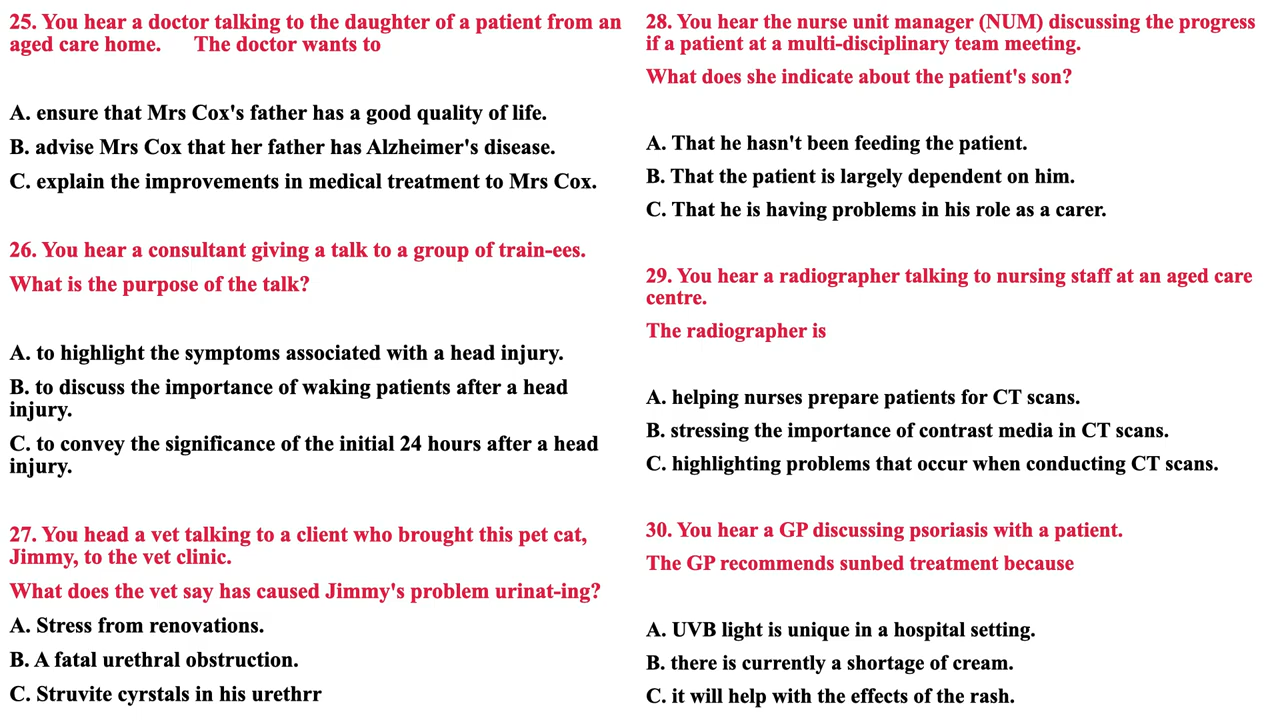 25. You hear a doctor talking to the daughter of a patient from an
aged care home. The doctor wants to
A. ensure that Mrs Cox's father has a good quality of life.
B. advise Mrs Cox that her father has Alzheimer's disease.
C. explain the improvements in medical treatment to Mrs Cox.
26. You hear a consultant giving a talk to a group of train-ees.
What is the purpose of the talk?
A. to highlight the symptoms associated with a head injury.
B. to discuss the importance of waking patients after a head
injury.
C. to convey the significance of the initial 24 hours after a head
injury.
27. You head a vet talking to a client who brought this pet cat,
Jimmy, to the vet clinic.
What does the vet say has caused Jimmy's problem urinat-ing?
A. Stress from renovations.
B. A fatal urethral obstruction.
C. Struvite cyrstals in his urethrr
28. You hear the nurse unit manager (NUM) discussing the progress
if a patient at a multi-disciplinary team meeting.
What does she indicate about the patient's son?
A. That he hasn't been feeding the patient.
B. That the patient is largely dependent on him.
C. That he is having problems in his role as a carer.
29. You hear a radiographer talking to nursing staff at an aged care
centre.
The radiographer is
A. helping nurses prepare patients for CT scans.
B. stressing the importance of contrast media in CT scans.
C. highlighting problems that occur when conducting CT scans.
30. You hear a GP discussing psoriasis with a patient.
The GP recommends sunbed treatment because
A. UVB light is unique in a hospital setting.
B. there is currently a shortage of cream.
C. it will help with the effects of the rash.